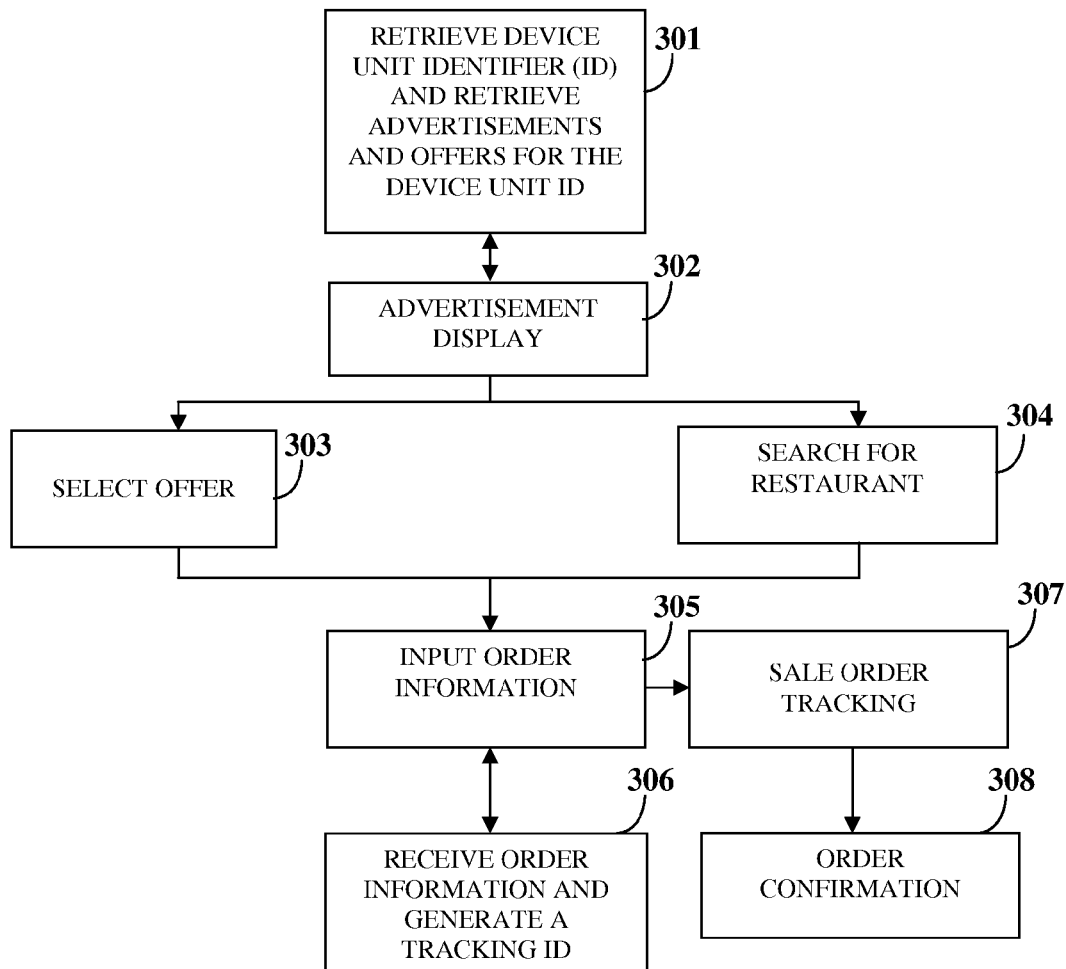 RETRIEVE DEVICE
UNIT IDENTIFIER (ID)
AND RETRIEVE
ADVERTISEMENTS
AND OFFERS FOR THE
DEVICE UNIT ID
301
302
ADVERTISEMENT
DISPLAY
303
SELECT OFFER
304
SEARCH FOR
RESTAURANT
305
INPUT ORDER
INFORMATION
307
SALE ORDER
TRACKING
306
RECEIVE ORDER
INFORMATION AND
GENERATE A
TRACKING ID
308
ORDER
CONFIRMATION